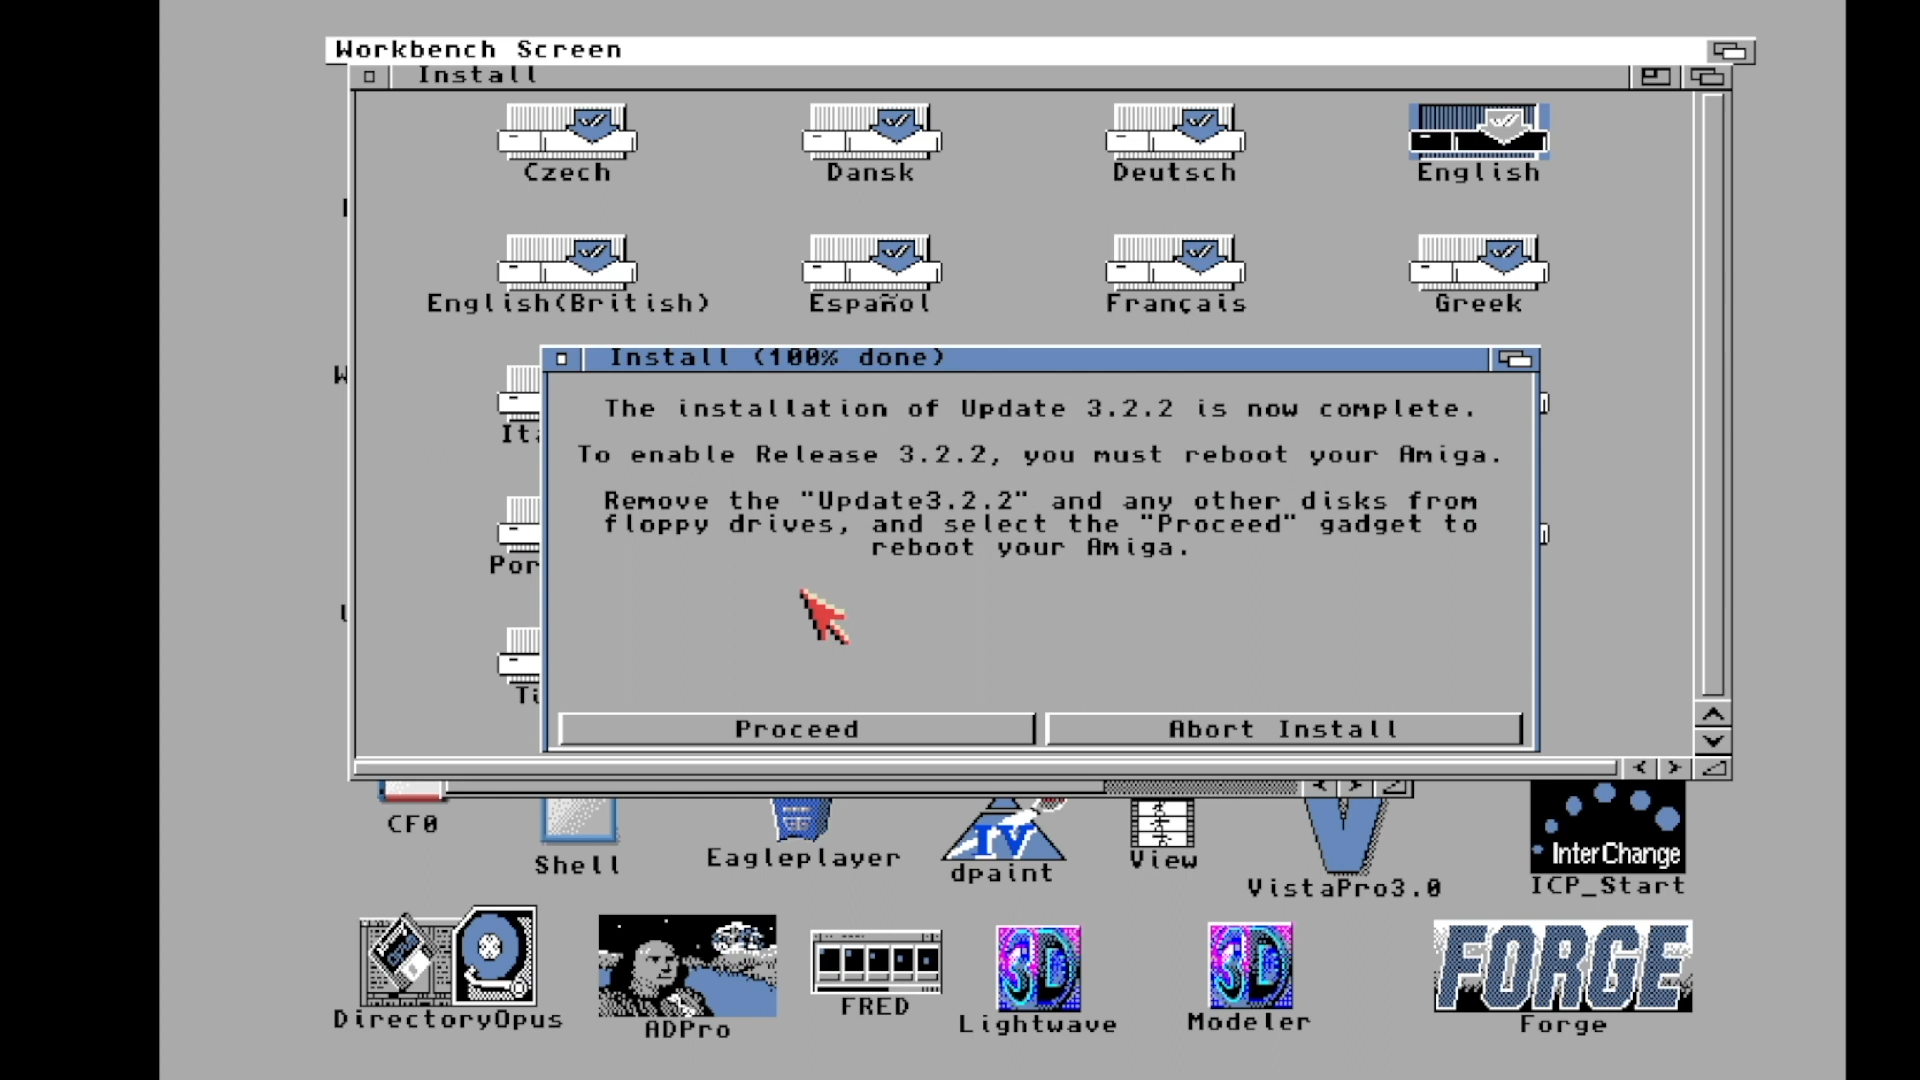 Workbench Screen
Install
Czech
Dansk
Deutsch
English
English(British)
Español
Français
Greek
Install (100% done)
The installation of Update 3.2.2 is now complete.
To enable Release 3.2.2, you must reboot your Amiga.
Remove the "Update3.2.2" and any other disks from
floppy drives, and select the "Proceed" gadget to
reboot your Amiga.
Proceed
Abort Install
CF0
Shell
Eagleplayer
IV
dpaint
View
VistaPro3.0
InterChange
ICP_Start
DirectoryOpus
ADPro
FRED
3D
Lightwave
3D
Modeler
FORGE
Forge